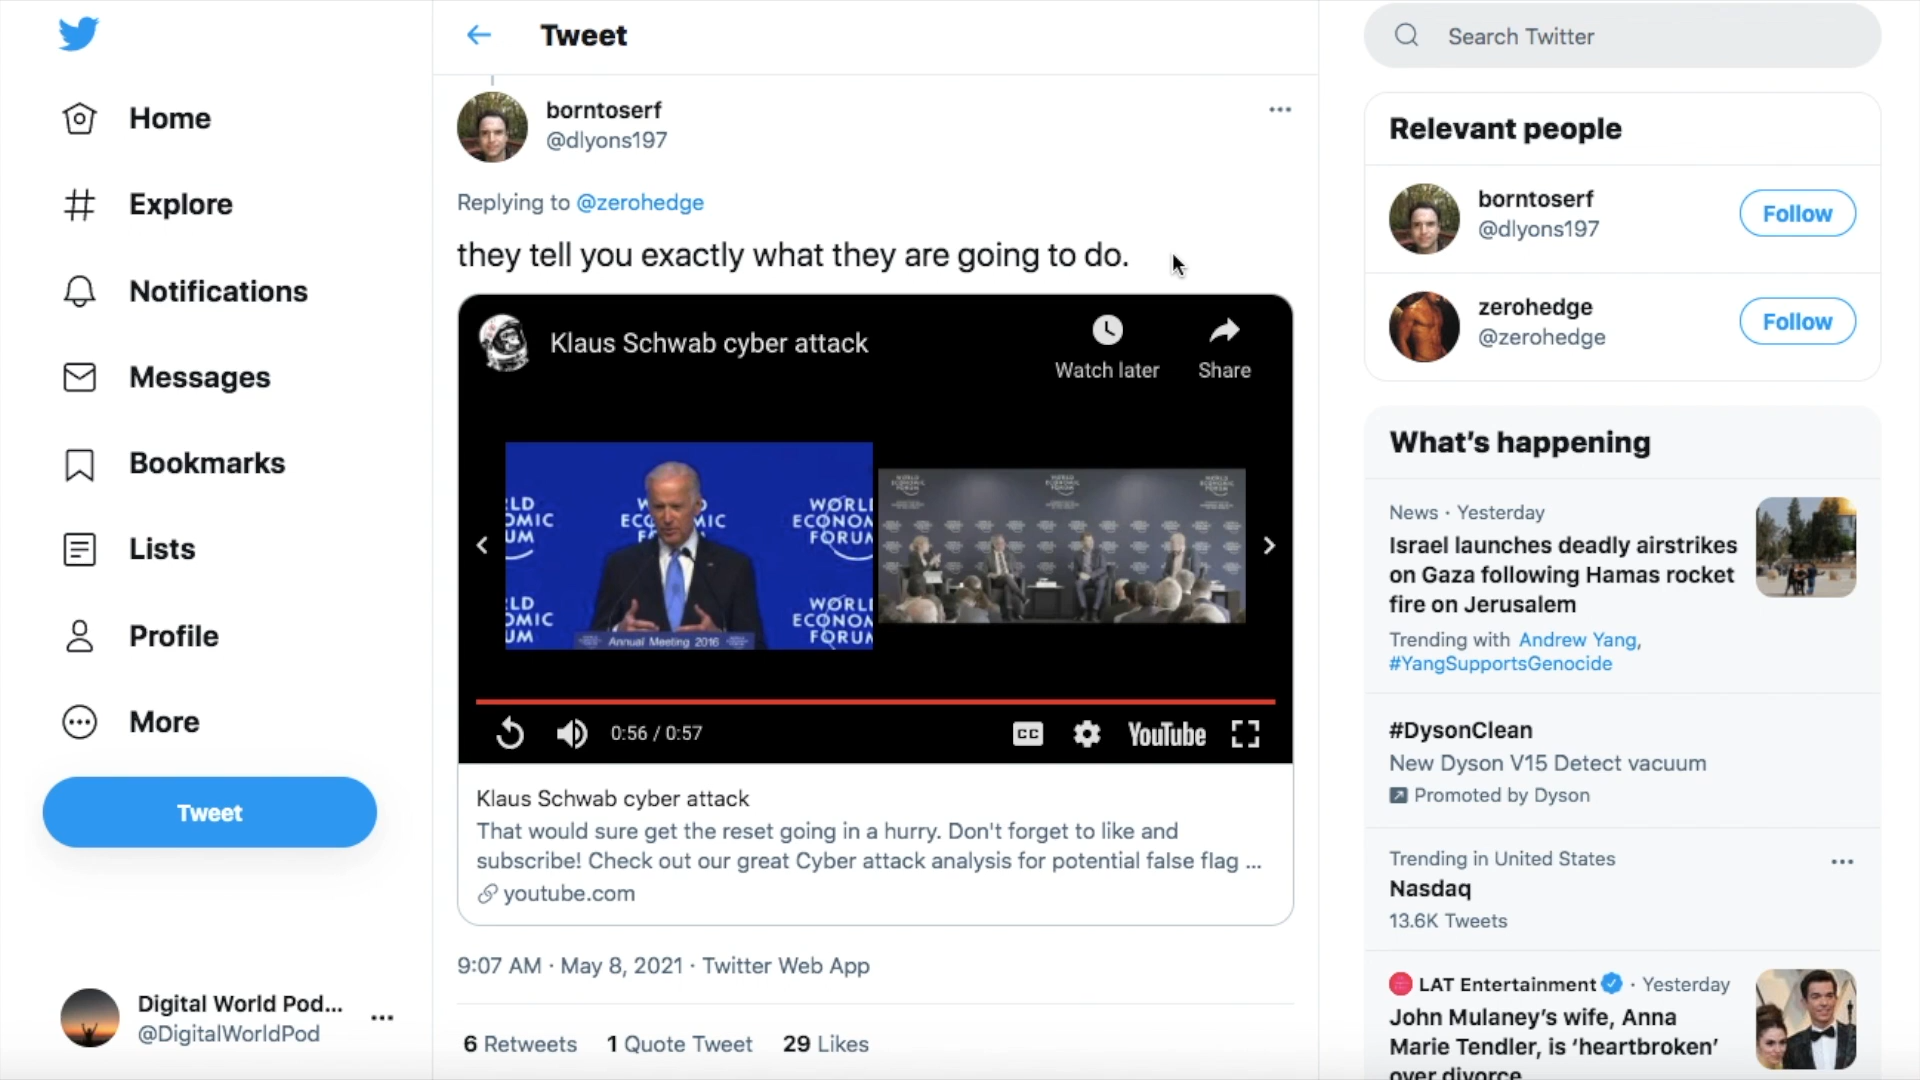 Home
Explore
Notifications
Messages
Bookmarks
Lists
Profile
More
Tweet
Digital World Pod...
@DigitalWorldPod
Tweet
borntoserf
@dlyons197
Replying to @zerohedge
they tell you exactly what they are going to do.
Klaus Schwab cyber attack
Watch later
Share
WORLD ECONOMIC FORUM
Annual Meeting 2016
0:56 / 0:57
CC
YouTube
Klaus Schwab cyber attack
That would sure get the reset going in a hurry. Don't forget to like and
subscribe! Check out our great Cyber attack analysis for potential false flag ...
youtube.com
9:07 AM · May 8, 2021 · Twitter Web App
6 Retweets 1 Quote Tweet 29 Likes
Search Twitter
Relevant people
borntoserf
@dlyons197
Follow
zerohedge
@zerohedge
Follow
What's happening
News · Yesterday
Israel launches deadly airstrikes
on Gaza following Hamas rocket
fire on Jerusalem
Trending with Andrew Yang,
#YangSupportsGenocide
#DysonClean
New Dyson V15 Detect vacuum
Promoted by Dyson
Trending in United States
Nasdaq
13.6K Tweets
LAT Entertainment · Yesterday
John Mulaney's wife, Anna
Marie Tendler, is 'heartbroken'
over divorce